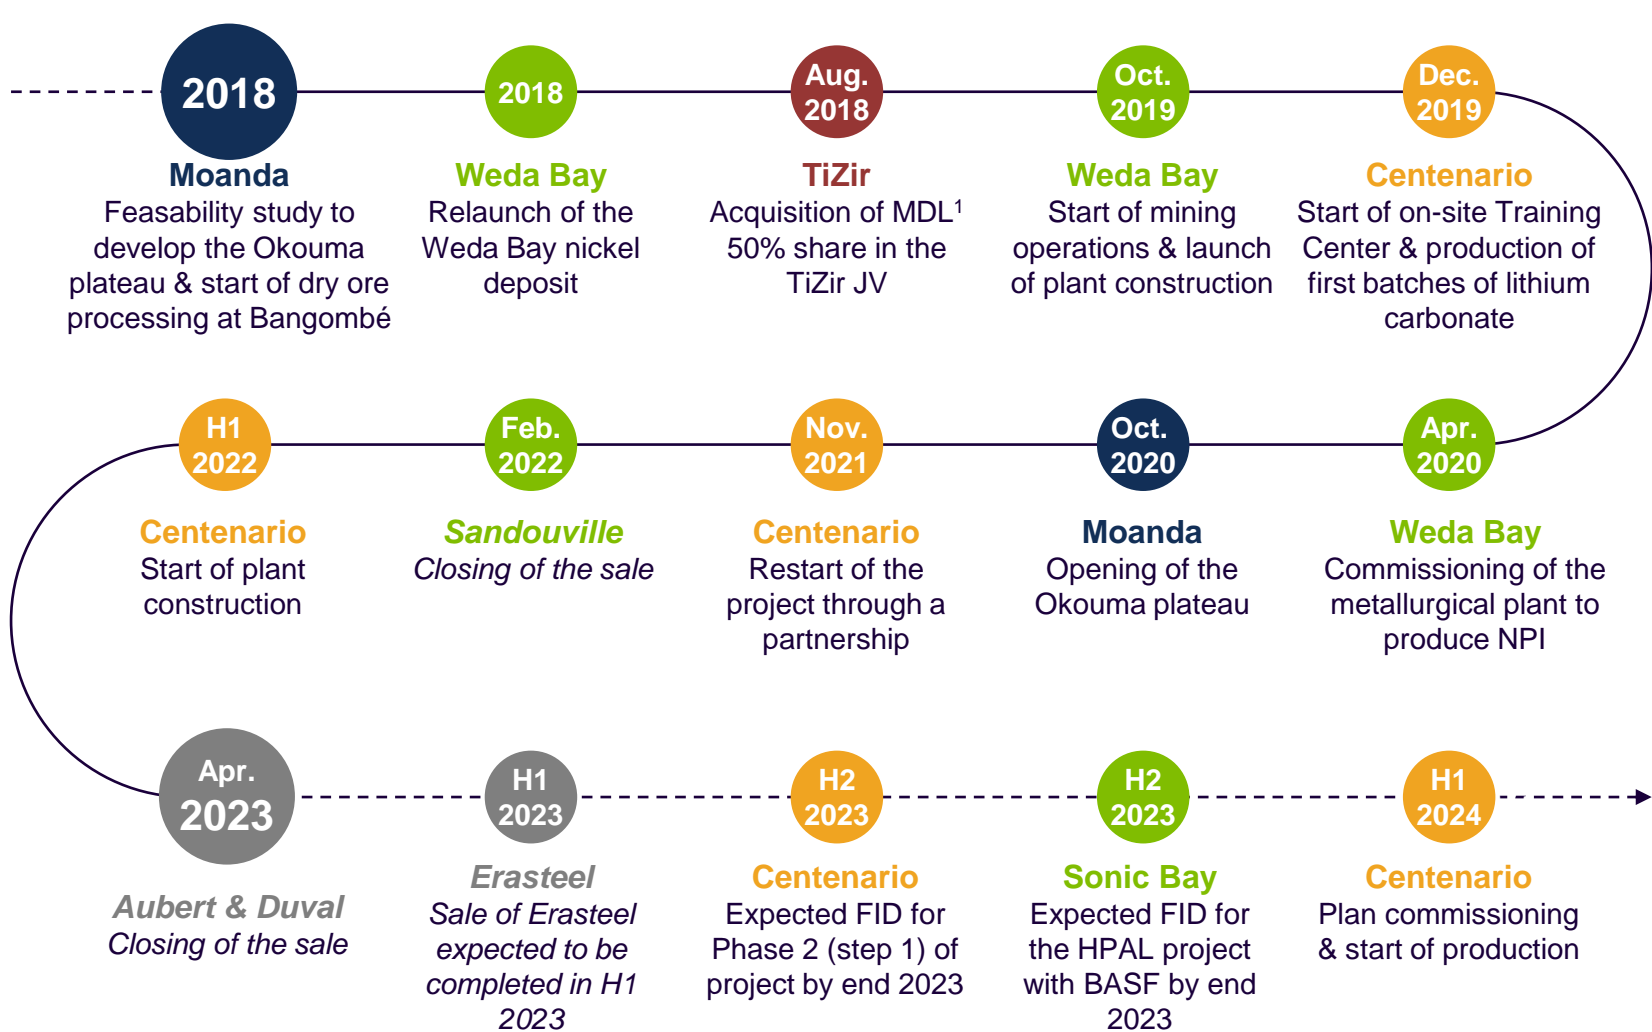 2018
Moanda
Feasability study to
develop the Okouma
plateau & start of dry ore
processing at Bangombé
2018
Weda Bay
Relaunch of the
Weda Bay nickel
deposit
Aug.
2018
TiZir
Acquisition of MDL¹
50% share in the
TiZir JV
Oct.
2019
Weda Bay
Start of mining
operations & launch
of plant construction
Dec.
2019
Centenario
Start of on-site Training
Center & production of
first batches of lithium
carbonate
Apr.
2020
Weda Bay
Commissioning of the
metallurgical plant to
produce NPI
Oct.
2020
Moanda
Opening of the
Okouma plateau
Nov.
2021
Centenario
Restart of the
project through a
partnership
Feb.
2022
Sandouville
Closing of the sale
H1
2022
Centenario
Start of plant
construction
Apr.
2023
Aubert & Duval
Closing of the sale
H1
2023
Erasteel
Sale of Erasteel
expected to be
completed in H1
2023
H2
2023
Centenario
Expected FID for
Phase 2 (step 1) of
project by end 2023
H2
2023
Sonic Bay
Expected FID for
the HPAL project
with BASF by end
2023
H1
2024
Centenario
Plan commissioning
& start of production